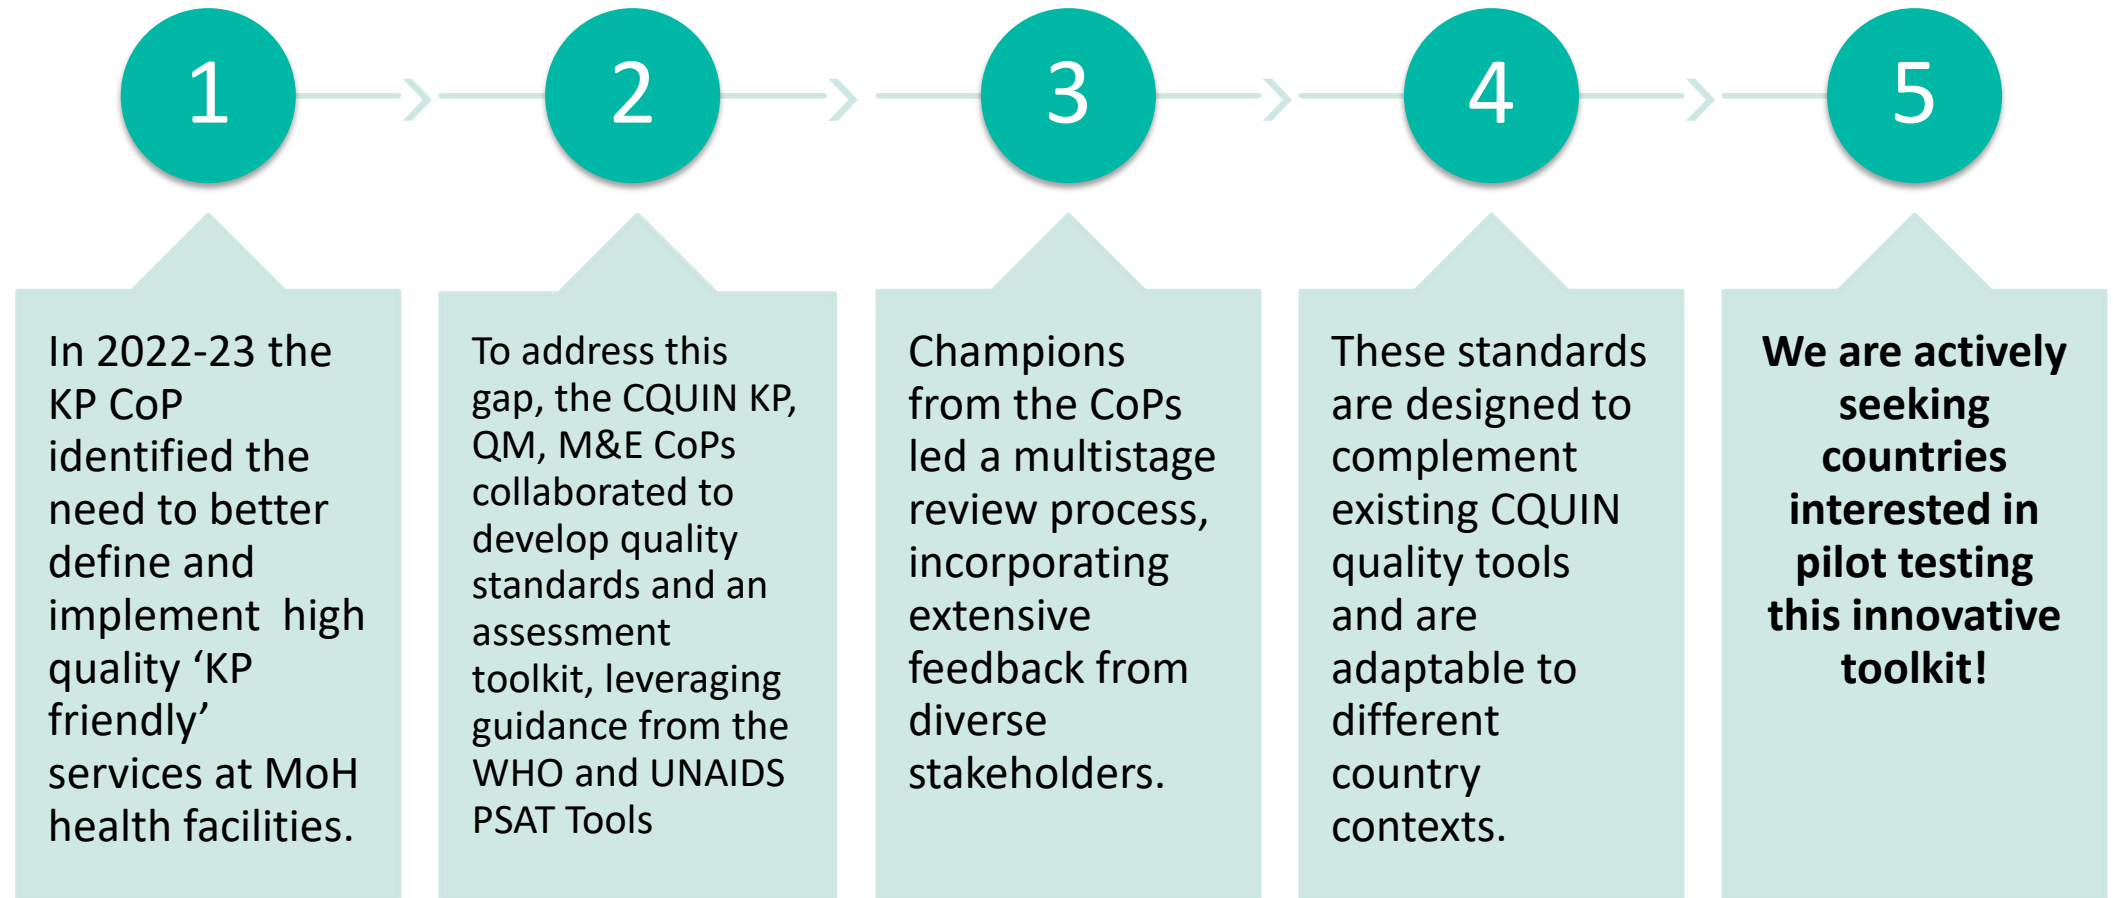 1
In 2022-23 the
KP CoP
identified the
need to better
define and
implement  high
quality ‘KP
friendly’
services at MoH
health facilities.
2
To address this
gap, the CQUIN KP,
QM, M&E CoPs
collaborated to
develop quality
standards and an
assessment
toolkit, leveraging
guidance from the
WHO and UNAIDS
PSAT Tools
3
Champions
from the CoPs
led a multistage
review process,
incorporating
extensive
feedback from
diverse
stakeholders.
4
These standards
are designed to
complement
existing CQUIN
quality tools
and are
adaptable to
different
country
contexts.
5
We are actively
seeking
countries
interested in
pilot testing
this innovative
toolkit!